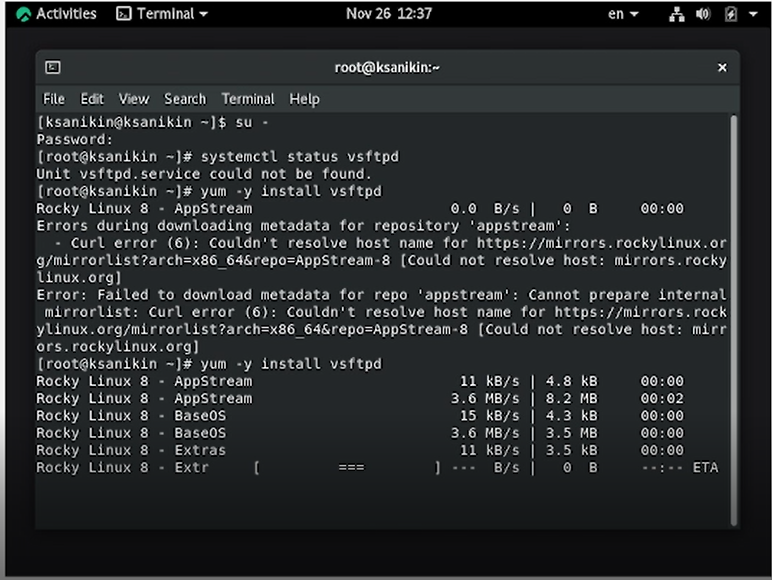 Activities Terminal Nov 26 12:37 en
root@ksanikin:~
File Edit View Search Terminal Help
[ksanikin@ksanikin ~]$ su -
Password:
[root@ksanikin ~]# systemctl status vsftpd
Unit vsftpd.service could not be found.
[root@ksanikin ~]# yum -y install vsftpd
Rocky Linux 8 - AppStream 0.0 B/s | 0 B 00:00
Errors during downloading metadata for repository 'appstream':
- Curl error (6): Couldn't resolve host name for https://mirrors.rockylinux.or
g/mirrorlist?arch=x86_64&repo=AppStream-8 [Could not resolve host: mirrors.rocky
linux.org]
Error: Failed to download metadata for repo 'appstream': Cannot prepare internal
mirrorlist: Curl error (6): Couldn't resolve host name for https://mirrors.rock
ylinux.org/mirrorlist?arch=x86_64&repo=AppStream-8 [Could not resolve host: mirr
ors.rockylinux.org]
[root@ksanikin ~]# yum -y install vsftpd
Rocky Linux 8 - AppStream 11 kB/s | 4.8 kB 00:00
Rocky Linux 8 - AppStream 3.6 MB/s | 8.2 MB 00:02
Rocky Linux 8 - BaseOS 15 kB/s | 4.3 kB 00:00
Rocky Linux 8 - BaseOS 3.6 MB/s | 3.5 MB 00:00
Rocky Linux 8 - Extras 11 kB/s | 3.5 kB 00:00
Rocky Linux 8 - Extr [ === ] --- B/s | 0 B --:-- ETA